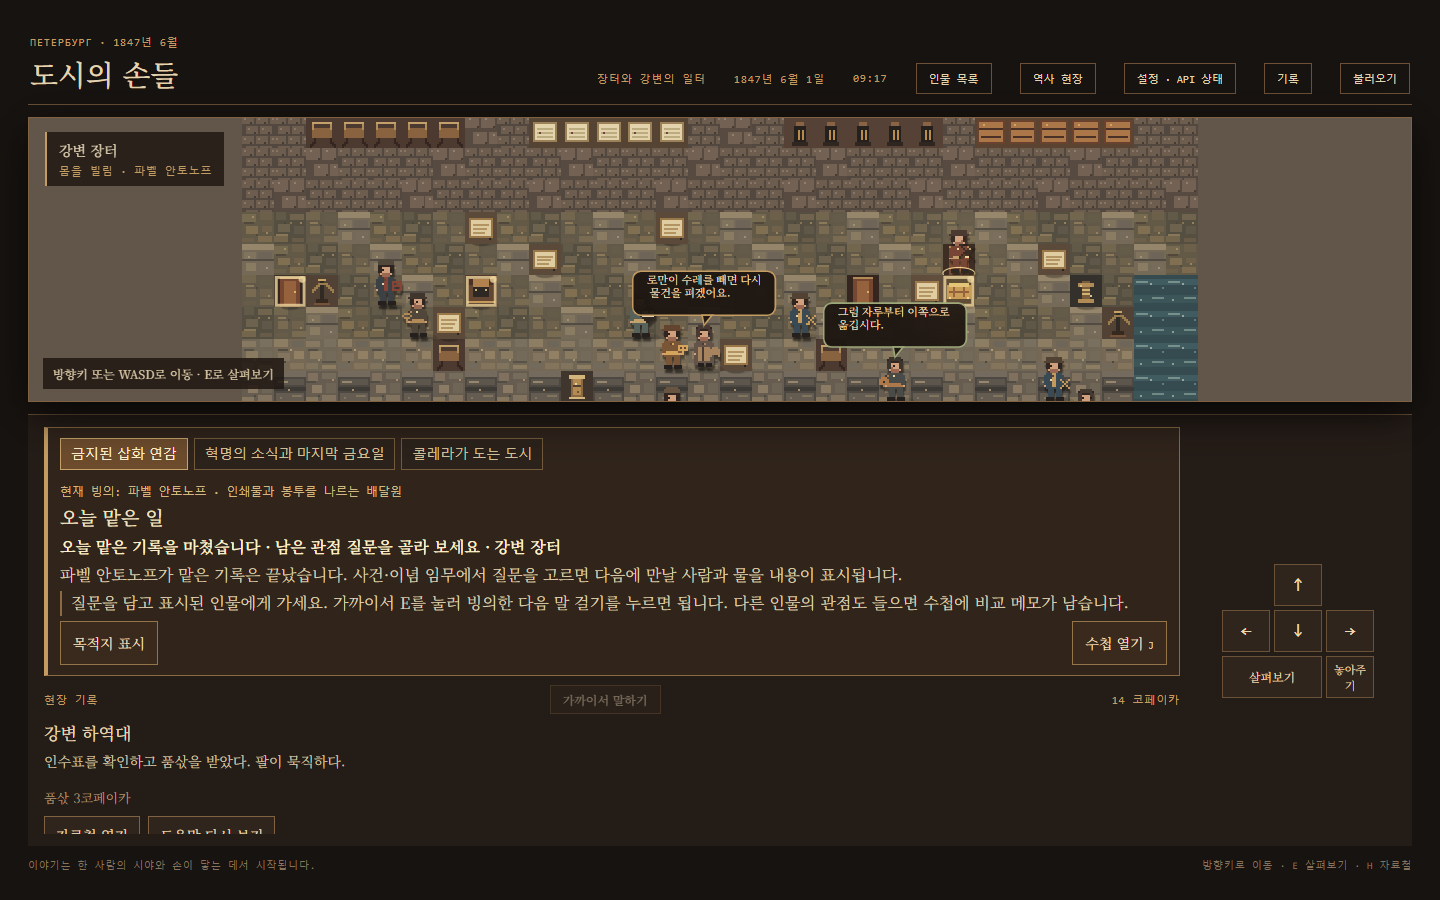 ПЕТЕРБУРГ · 1847년 6월
도시의 손들
장터와 강변의 일터
1847년 6월 1일
09:17
인물 목록
역사 현장
설정 · API 상태
기록
불러오기
강변 장터
몸을 빌림 · 파벨 안토노프
로만이 수레를 빼면 다시
물건을 펴겠어요.
그럼 자루부터 이쪽으로
옮깁시다.
방향키 또는 WASD로 이동 · E로 살펴보기
금지된 삽화 연감
혁명의 소식과 마지막 금요일
콜레라가 도는 도시
현재 빙의: 파벨 안토노프 · 인쇄물과 봉투를 나르는 배달원
오늘 맡은 일
오늘 맡은 기록을 마쳤습니다 · 남은 관점 질문을 골라 보세요 · 강변 장터
파벨 안토노프가 맡은 기록은 끝났습니다. 사건·이념 임무에서 질문을 고르면 다음에 만날 사람과 물을 내용이 표시됩니다.
질문을 담고 표시된 인물에게 가세요. 가까이서 E를 눌러 빙의한 다음 말 걸기를 누르면 됩니다. 다른 인물의 관점도 들으면 수첩에 비교 메모가 남습니다.
목적지 표시
수첩 열기 J
↑
← ↓ →
살펴보기
놓아주
기
현장 기록
가까이서 말하기
14 코페이카
강변 하역대
인수표를 확인하고 품삯을 받았다. 팔이 묵직하다.
품삯 3코페이카
자료철 열기
도움말 다시 보기
이야기는 한 사람의 시야와 손이 닿는 데서 시작됩니다.
방향키로 이동 · E 살펴보기 · H 자료철